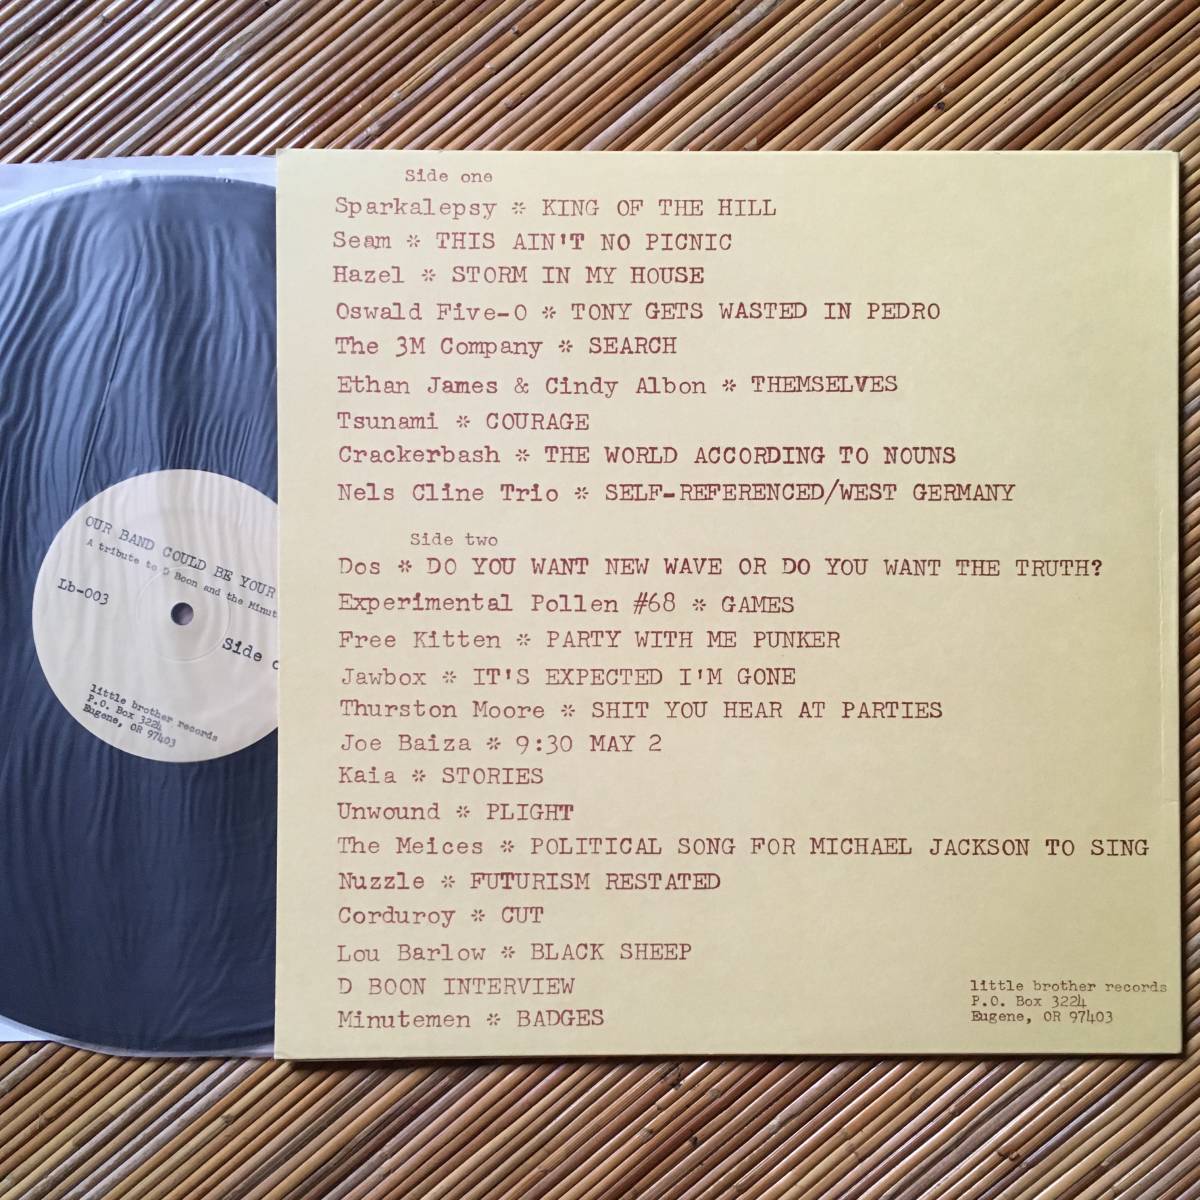 Side one
Sparkalepsy * KING OF THE HILL
Seam * THIS AIN'T NO PICNIC
Hazel * STORM IN MY HOUSE
Oswald Five-O * TONY GETS WASTED IN PEDRO
The 3M Company * SEARCH
Ethan James & Cindy Albon * THEMSELVES
Tsunami * COURAGE
Crackerbash * THE WORLD ACCORDING TO NOUNS
Nels Cline Trio * SELF-REFERENCED/WEST GERMANY
Side two
Dos * DO YOU WANT NEW WAVE OR DO YOU WANT THE TRUTH?
Experimental Pollen #68 * GAMES
Free Kitten * PARTY WITH ME PUNKER
Jawbox * IT'S EXPECTED I'M GONE
Thurston Moore * SHIT YOU HEAR AT PARTIES
Joe Baiza * 9:30 MAY 2
Kaia * STORIES
Unwound * PLIGHT
The Meices * POLITICAL SONG FOR MICHAEL JACKSON TO SING
Nuzzle * FUTURISM RESTATED
Corduroy * CUT
Lou Barlow * BLACK SHEEP
D BOON INTERVIEW
Minutemen * BADGES
little brother records
P.O. Box 3224
Eugene, OR 97403
OUR BAND COULD BE YOUR
A tribute to D Boon and the Minut
Lb-003
Side o
little brother records
P.O. Box 3224
Eugene, OR 97403